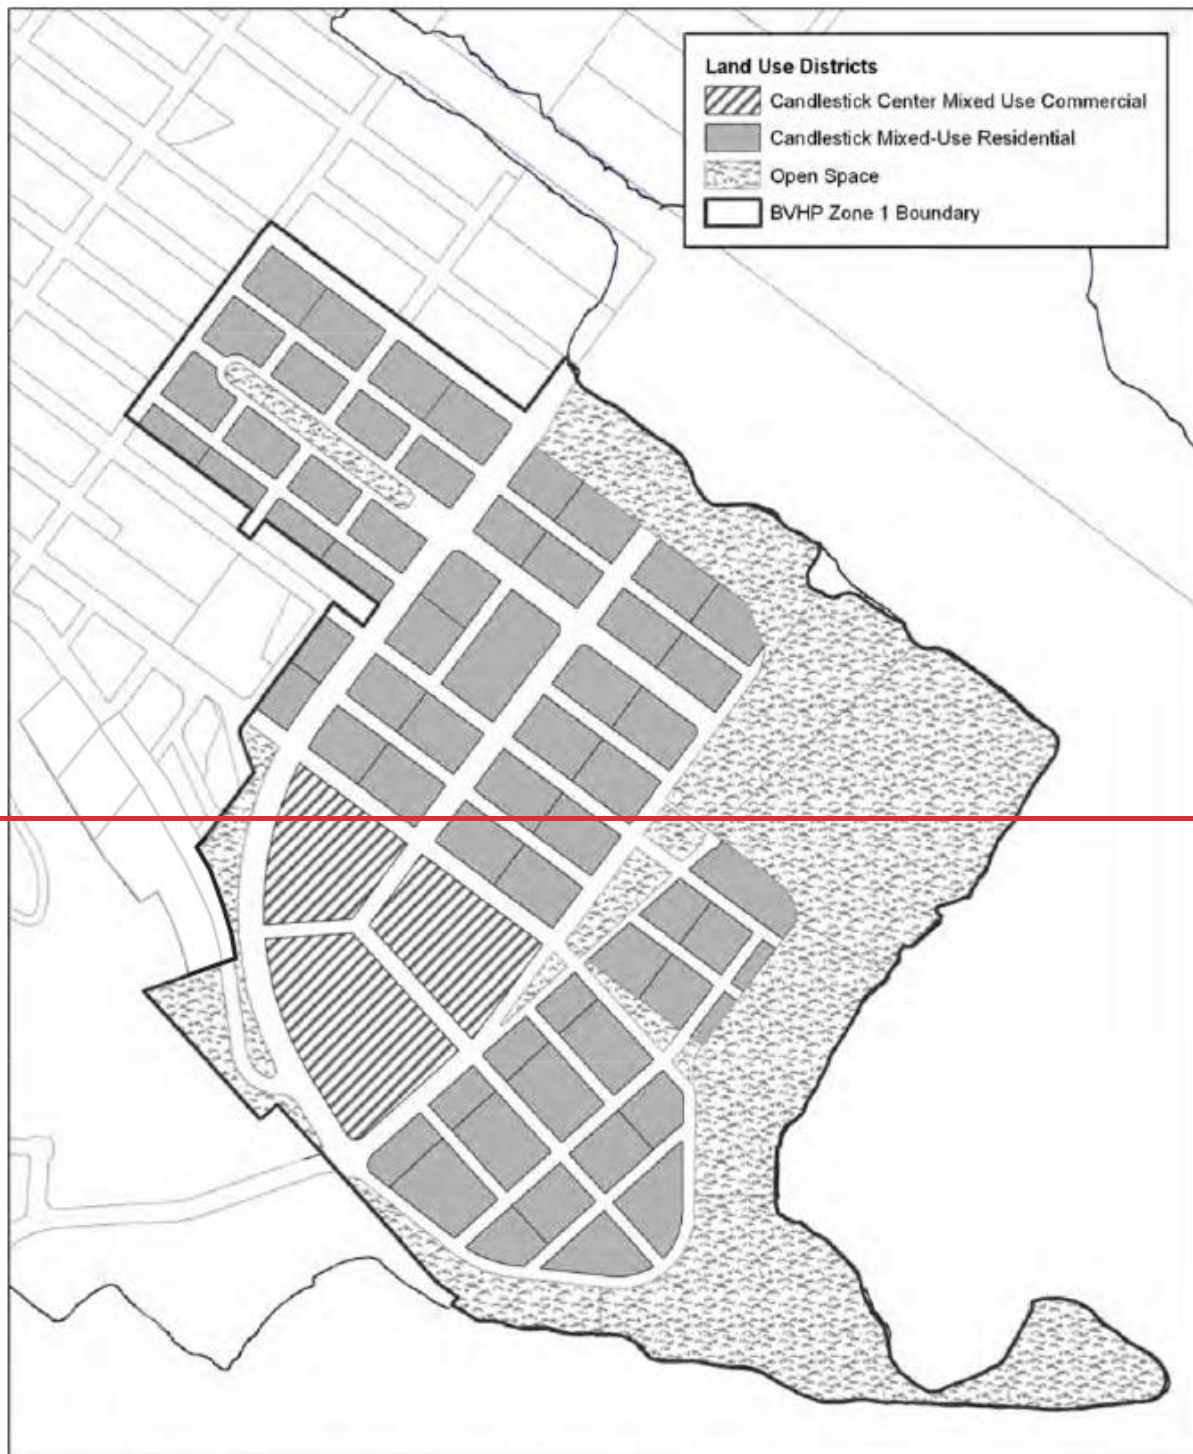 Land Use Districts
Candlestick Center Mixed Use Commercial
Candlestick Mixed-Use Residential
Open Space
BVHP Zone 1 Boundary